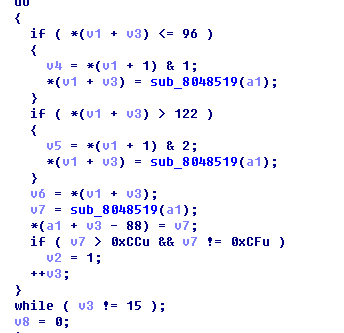 do
{
if ( *(v1 + v3) <= 96 )
{
v4 = *(v1 + 1) & 1;
*(v1 + v3) = sub_8048519(a1);
}
if ( *(v1 + v3) > 122 )
{
v5 = *(v1 + 1) & 2;
*(v1 + v3) = sub_8048519(a1);
}
v6 = *(v1 + v3);
v7 = sub_8048519(a1);
*(a1 + v3 - 88) = v7;
if ( v7 > 0xCCu && v7 != 0xCFu )
v2 = 1;
++v3;
}
while ( v3 != 15 );
v8 = 0;